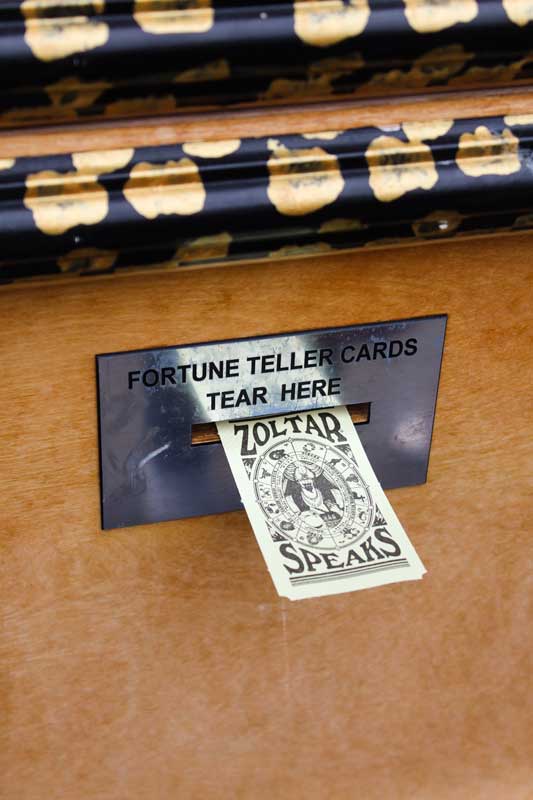 FORTUNE TELLER CARDS
TEAR HERE
ZOLTAR
SPEAKS